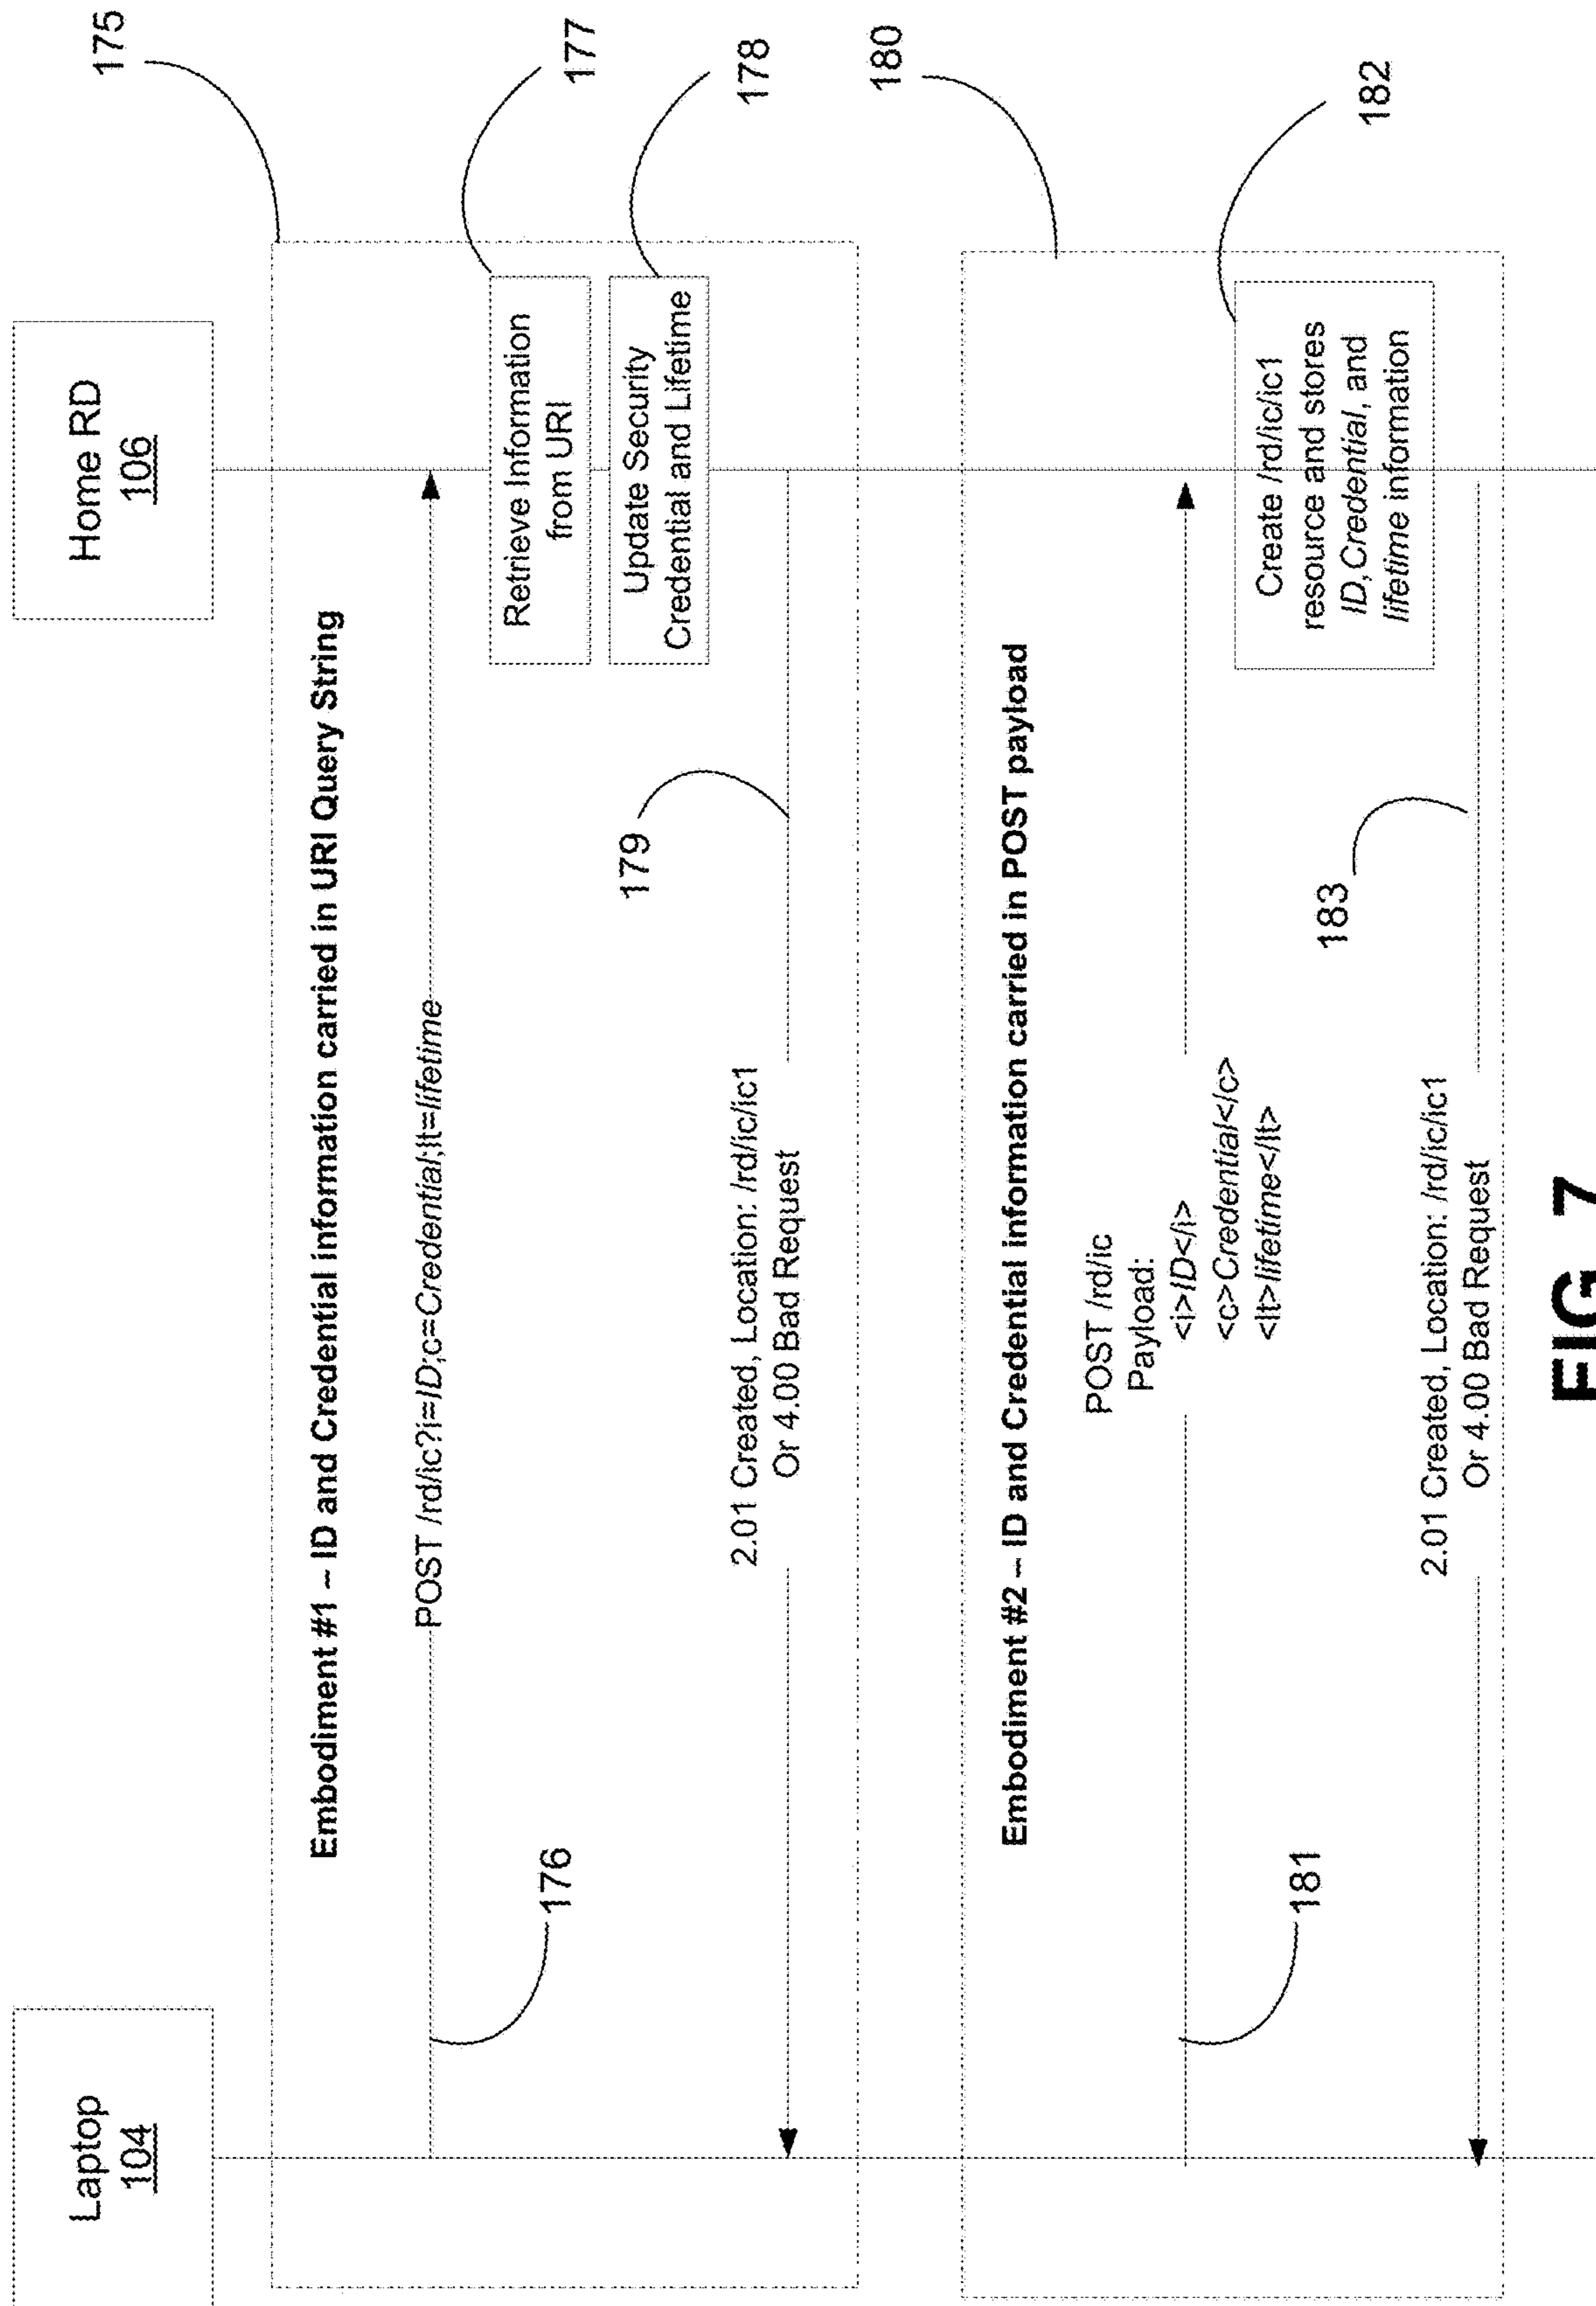 Laptop
104
Home RD
106
175
Embodiment #1 – ID and Credential information carried in URI Query String
POST /rd/ic?i=ID;c=Credential;lt=lifetime
176
Retrieve Information
from URI
177
Update Security
Credential and Lifetime
178
179
2.01 Created, Location: /rd/ic/ic1
Or 4.00 Bad Request
180
Embodiment #2 – ID and Credential information carried in POST payload
POST /rd/ic
Payload:
<i>ID</i>
<c>Credential</c>
<lt>lifetime</lt>
181
Create /rd/ic/ic1
resource and stores
ID,Credential, and
lifetime information
182
183
2.01 Created, Location: /rd/ic/ic1
Or 4.00 Bad Request
FIG 7